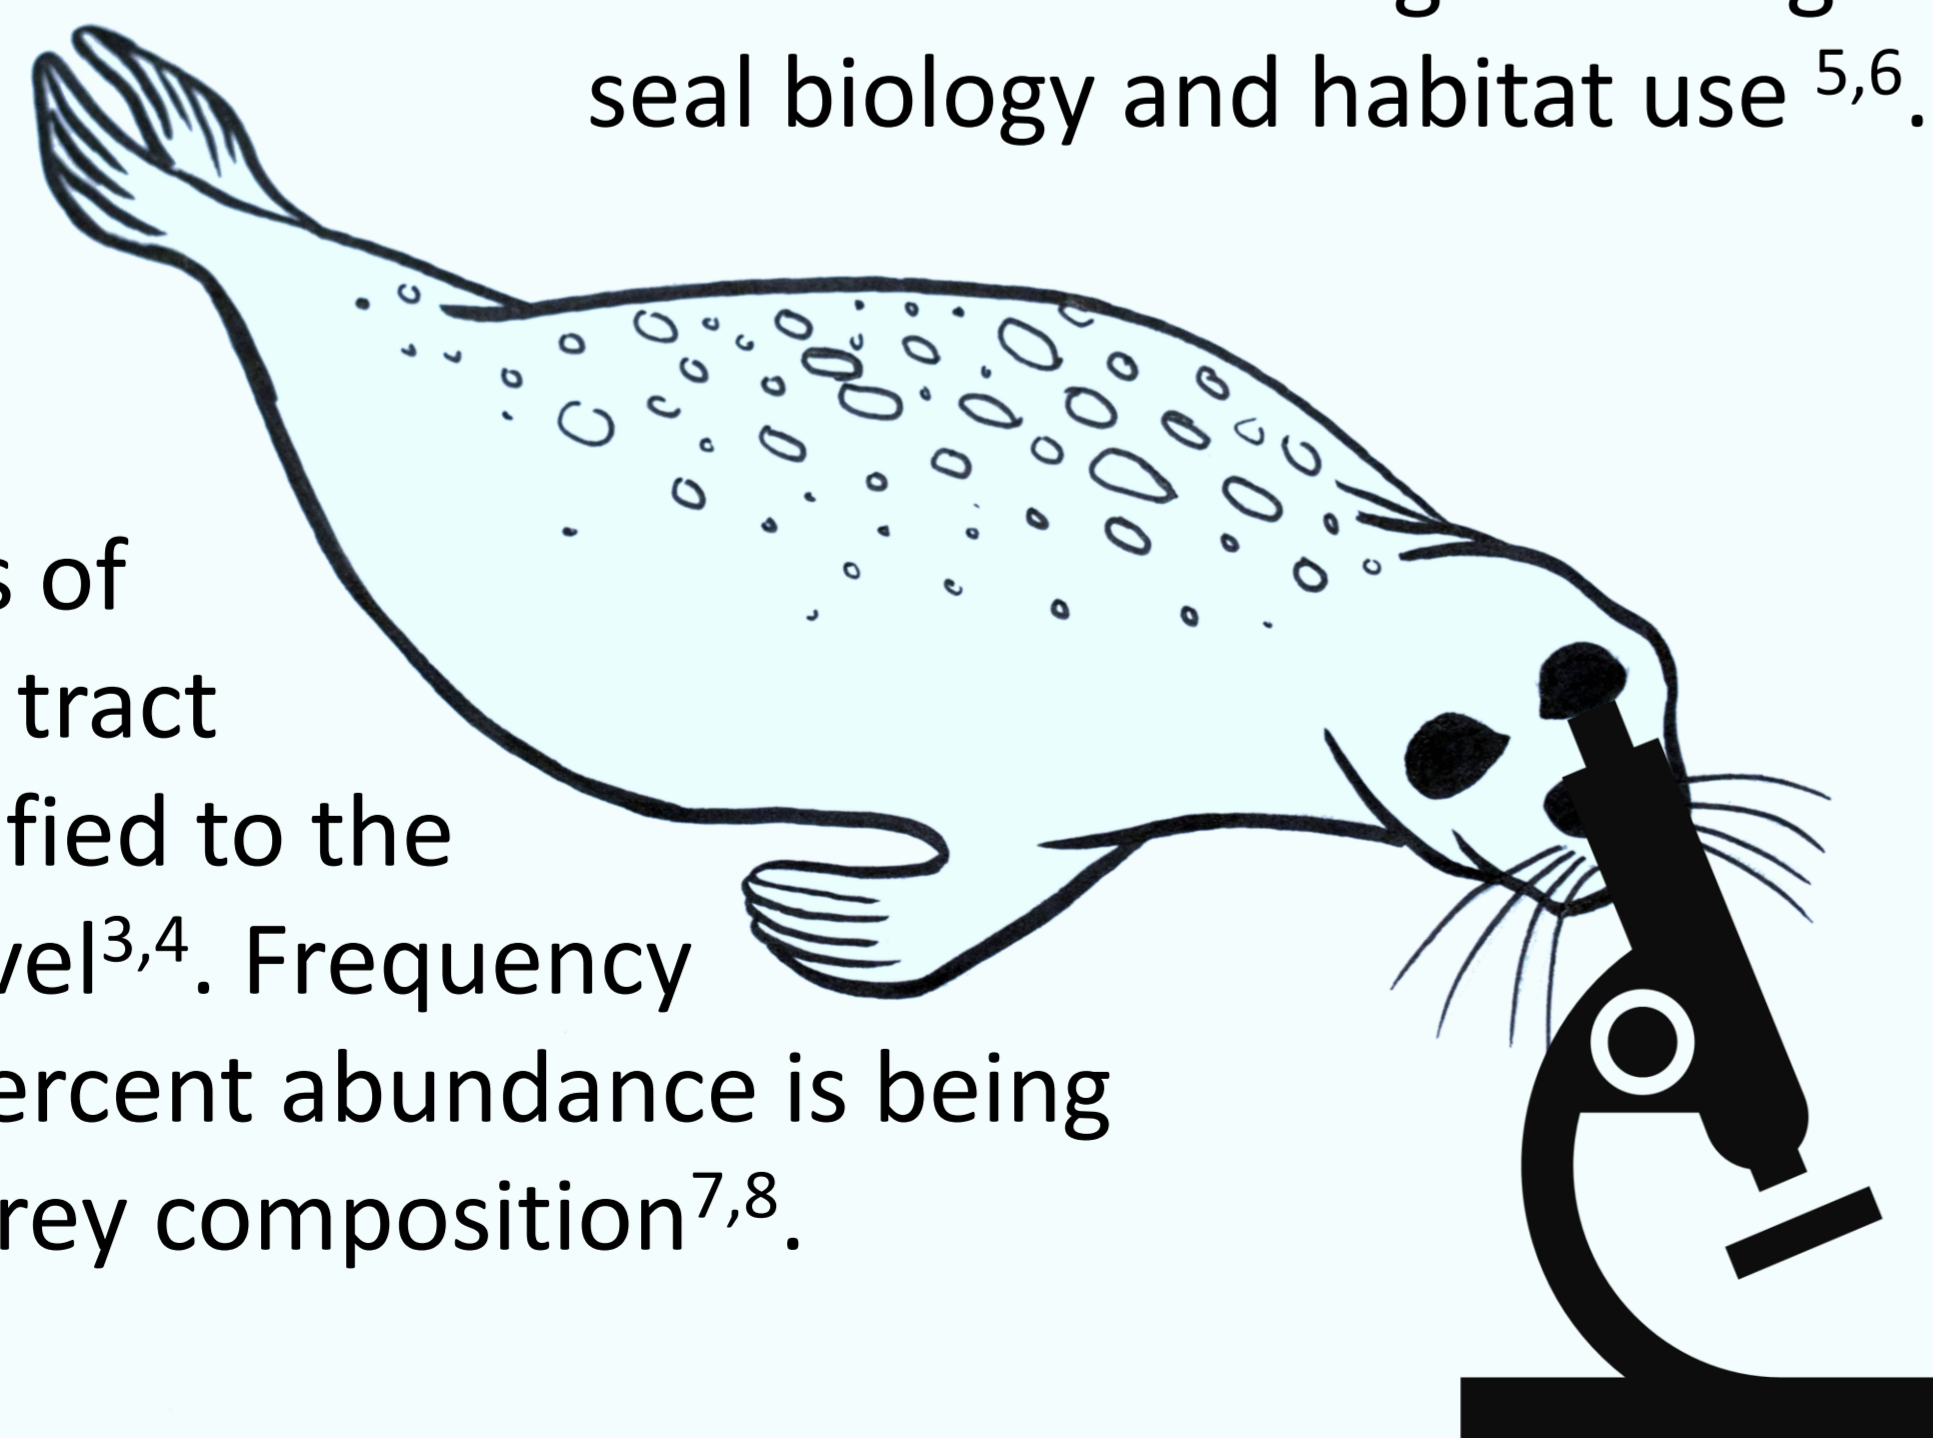 seal biology and habitat use 5,6.
s of
tract
fied to the
vel3,4. Frequency
ercent abundance is being
rey composition7,8.